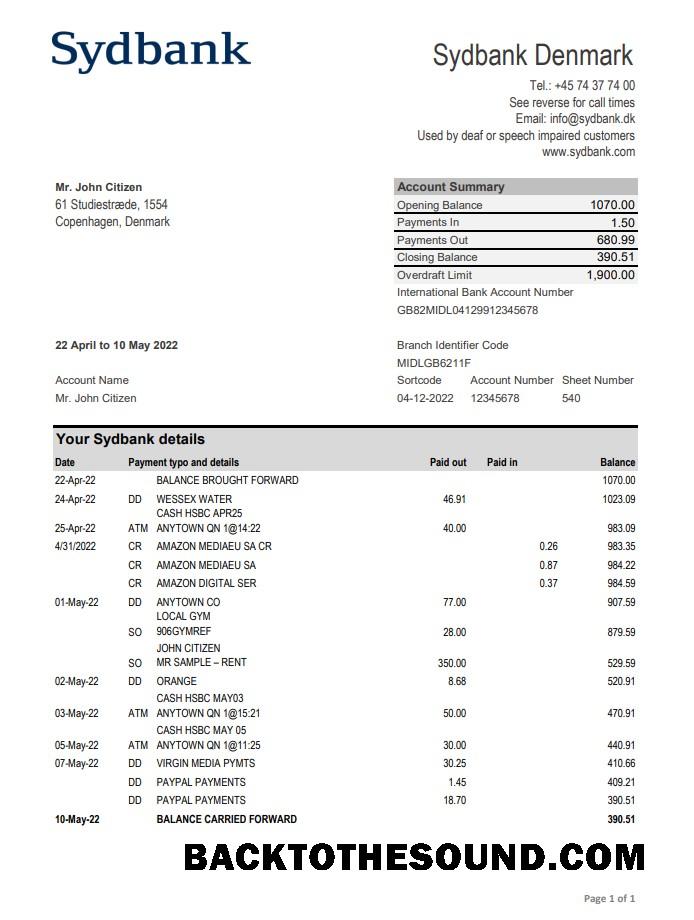 Sydbank
Sydbank Denmark
Tel.: +45 74 37 74 00
See reverse for call times
Email: info@sydbank.dk
Used by deaf or speech impaired customers
www.sydbank.com
Mr. John Citizen
61 Studiestræde, 1554
Copenhagen, Denmark
Account Summary
Opening Balance 1070.00
Payments In 1.50
Payments Out 680.99
Closing Balance 390.51
Overdraft Limit 1,900.00
International Bank Account Number
GB82MIDL04129912345678
22 April to 10 May 2022
Branch Identifier Code
MIDLGB6211F
Account Name
Mr. John Citizen
Sortcode Account Number Sheet Number
04-12-2022 12345678 540
Your Sydbank details
Date Payment typo and details Paid out Paid in Balance
22-Apr-22 BALANCE BROUGHT FORWARD 1070.00
24-Apr-22 DD WESSEX WATER 46.91 1023.09
CASH HSBC APR25
25-Apr-22 ATM ANYTOWN QN 1@14:22 40.00 983.09
4/31/2022 CR AMAZON MEDIAEU SA CR 0.26 983.35
CR AMAZON MEDIAEU SA 0.87 984.22
CR AMAZON DIGITAL SER 0.37 984.59
01-May-22 DD ANYTOWN CO 77.00 907.59
LOCAL GYM
SO 906GYMREF 28.00 879.59
JOHN CITIZEN
SO MR SAMPLE – RENT 350.00 529.59
02-May-22 DD ORANGE 8.68 520.91
CASH HSBC MAY03
03-May-22 ATM ANYTOWN QN 1@15:21 50.00 470.91
CASH HSBC MAY 05
05-May-22 ATM ANYTOWN QN 1@11:25 30.00 440.91
07-May-22 DD VIRGIN MEDIA PYMTS 30.25 410.66
DD PAYPAL PAYMENTS 1.45 409.21
DD PAYPAL PAYMENTS 18.70 390.51
10-May-22 BALANCE CARRIED FORWARD 390.51
BACKTOTHESOUND.COM
Page 1 of 1